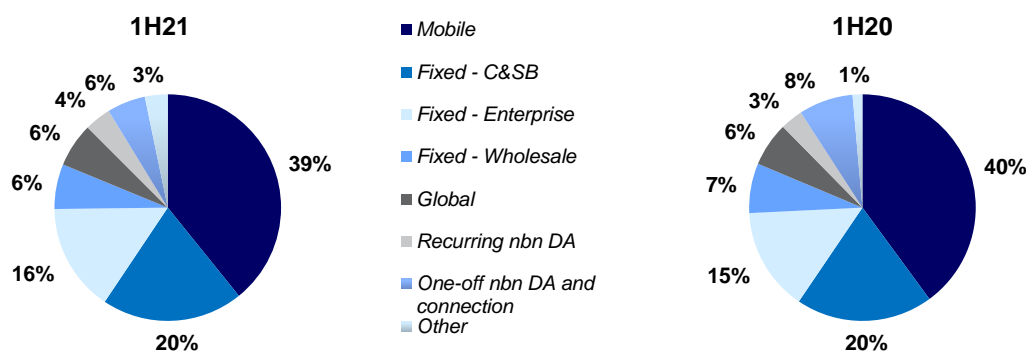 1H21
3%
6%
4%
6%
6%
16%
20%
39%
Mobile
Fixed - C&SB
Fixed - Enterprise
Fixed - Wholesale
Global
Recurring nbn DA
One-off nbn DA and
connection
Other
1H20
1%
8%
3%
6%
7%
15%
20%
40%